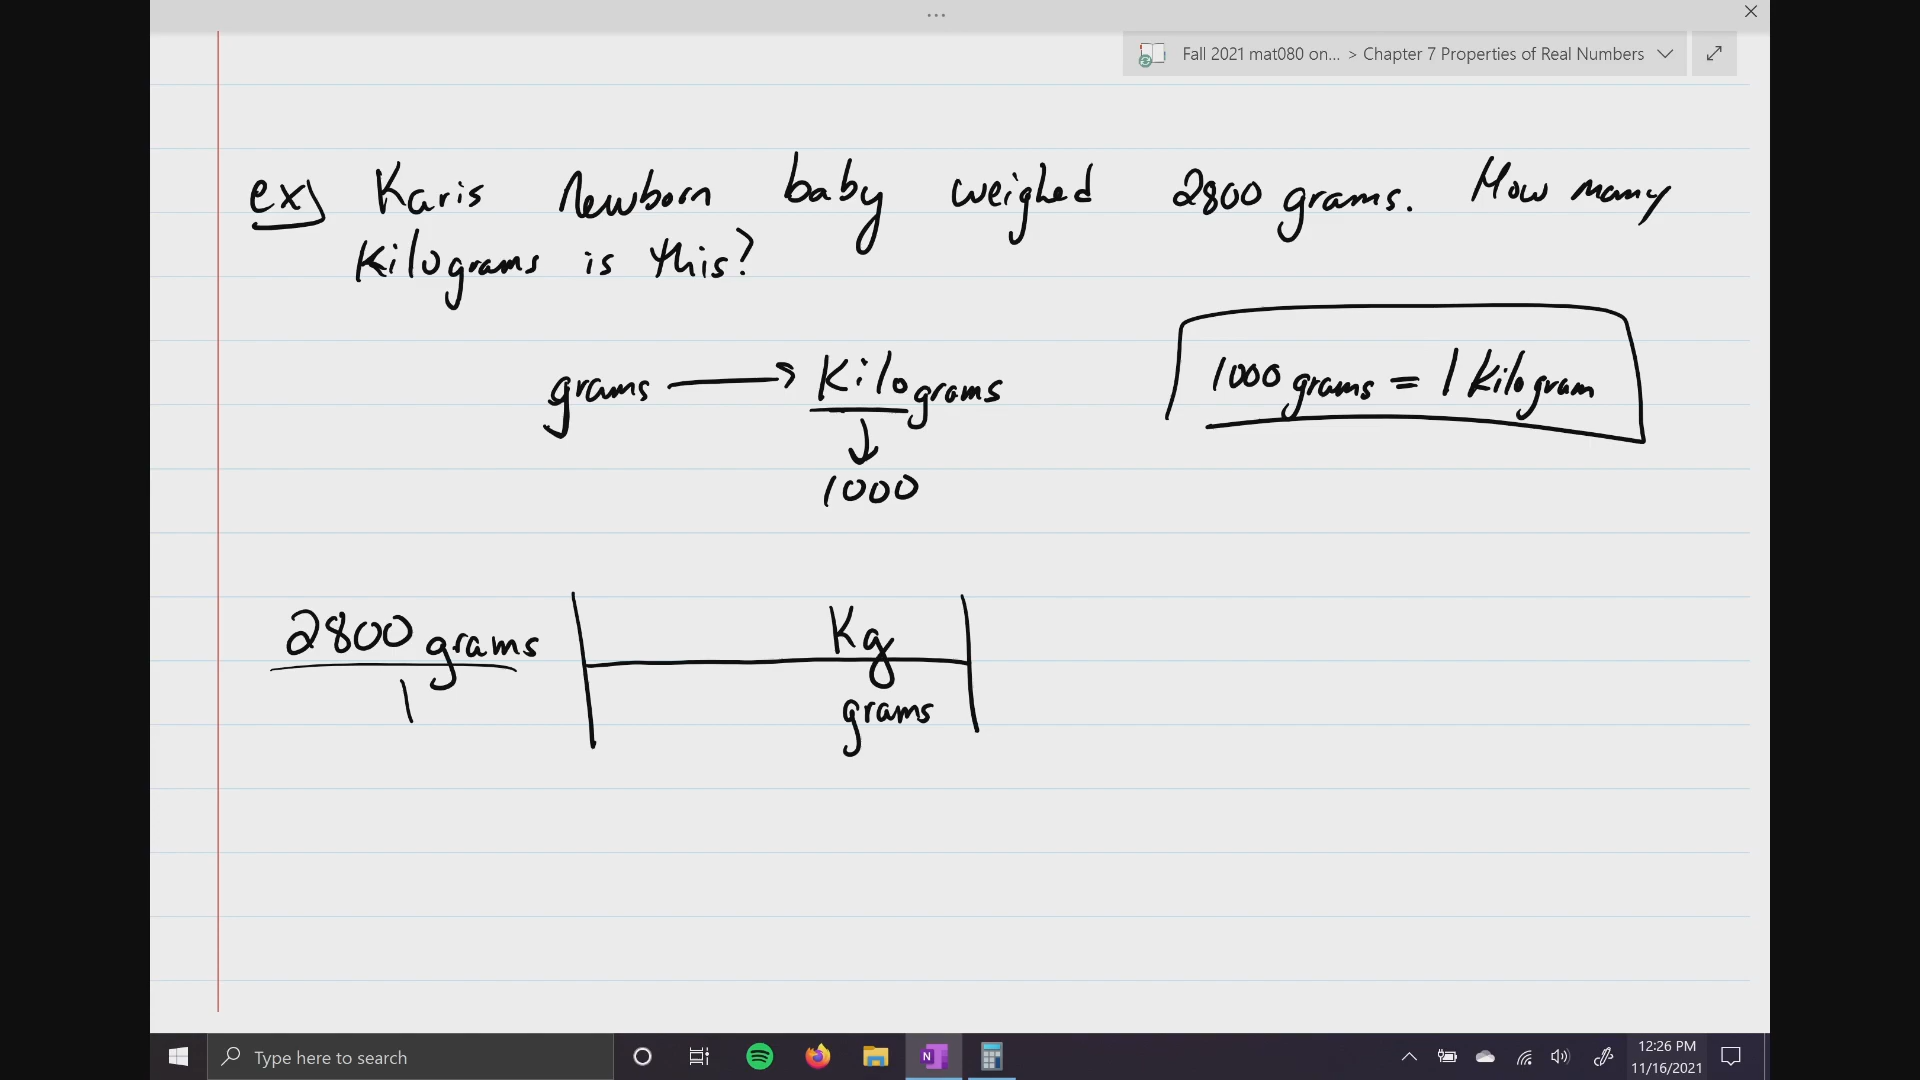 ...
Fall 2021 mat080 on... > Chapter 7 Properties of Real Numbers
ex) Karis Newborn baby weighed 2800 grams. How many
Kilograms is this?
grams → Kilograms
1000 grams = 1 Kilogram
↓
1000
2800 grams
1
Kg
grams
Type here to search
12:26 PM
11/16/2021